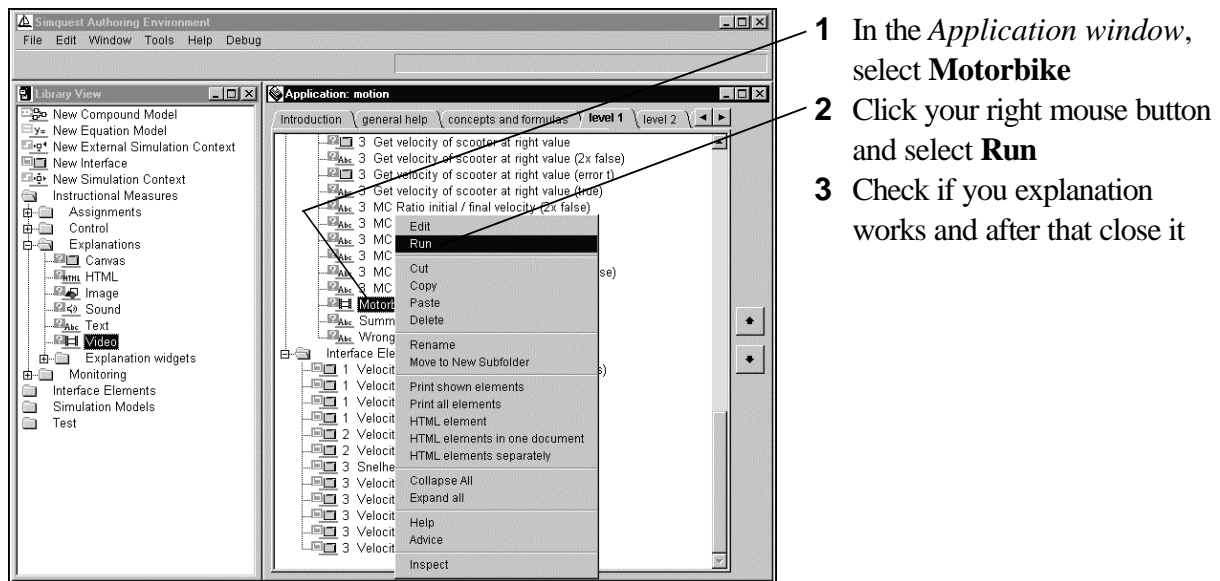 Simquest Authoring Environment
File Edit Window Tools Help Debug
Library View
New Compound Model
New Equation Model
New External Simulation Context
New Interface
New Simulation Context
Instructional Measures
Assignments
Control
Explanations
Canvas
HTML
Image
Sound
Text
Video
Explanation widgets
Monitoring
Interface Elements
Simulation Models
Test
Application: motion
Introduction general help concepts and formulas level 1 level 2
3 Get velocity of scooter at right value
3 Get velocity of scooter at right value (2x false)
3 Get velocity of scooter at right value (error t)
3 Get velocity of scooter at right value (true)
3 MC Ratio initial / final velocity (2x false)
3 MC
3 MC
3 MC
3 MC se)
3 MC
Motorb
Summ
Wrong
Interface Ele
1 Velocit s)
1 Velocit
1 Velocit
1 Velocit
2 Velocit
2 Velocit
3 Snelhe
3 Velocit
3 Velocit
3 Velocit
3 Velocit
3 Velocit
Edit
Run
Cut
Copy
Paste
Delete
Rename
Move to New Subfolder
Print shown elements
Print all elements
HTML element
HTML elements in one document
HTML elements separately
Collapse All
Expand all
Help
Advice
Inspect
1 In the Application window,
select Motorbike
2 Click your right mouse button
and select Run
3 Check if you explanation
works and after that close it